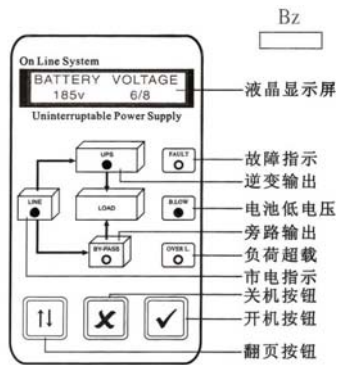 Bz
On Line System
BATTERY VOLTAGE
185v 6/8
液晶显示屏
Uninterruptable Power Supply
UPS
FAULT
故障指示
逆变输出
LINE
LOAD
B.LOW
电池低电压
旁路输出
BY-PASS
OVER L.
负荷超载
市电指示
关机按钮
开机按钮
翻页按钮